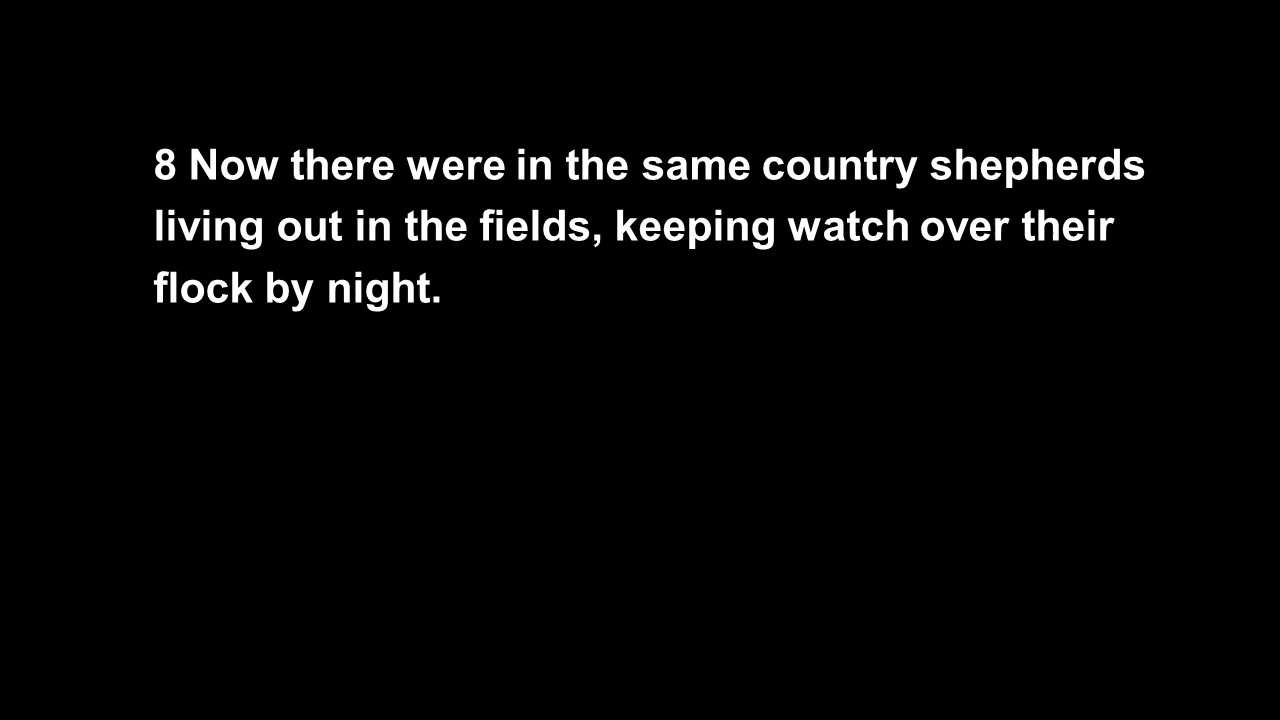 8 Now there were in the same country shepherds
living out in the fields, keeping watch over their
flock by night.